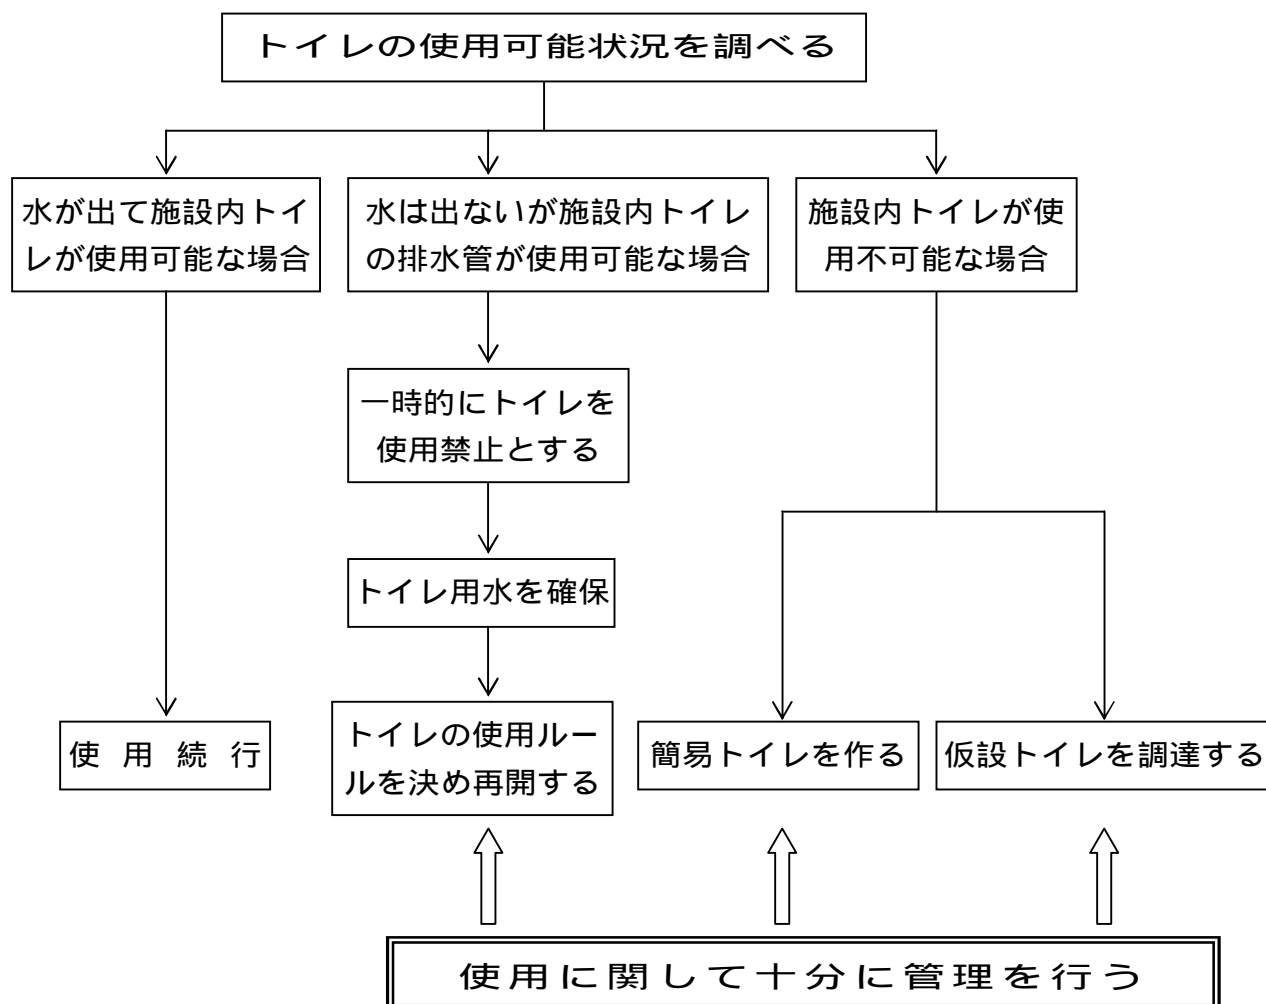 トイレの使用可能状況を調べる
水が出て施設内トイ
レが使用可能な場合
水は出ないが施設内トイレ
の排水管が使用可能な場合
施設内トイレが使
用不可能な場合
一時的にトイレを
使用禁止とする
トイレ用水を確保
使用続行
トイレの使用ルー
ルを決め再開する
簡易トイレを作る
仮設トイレを調達する
使用に関して十分に管理を行う